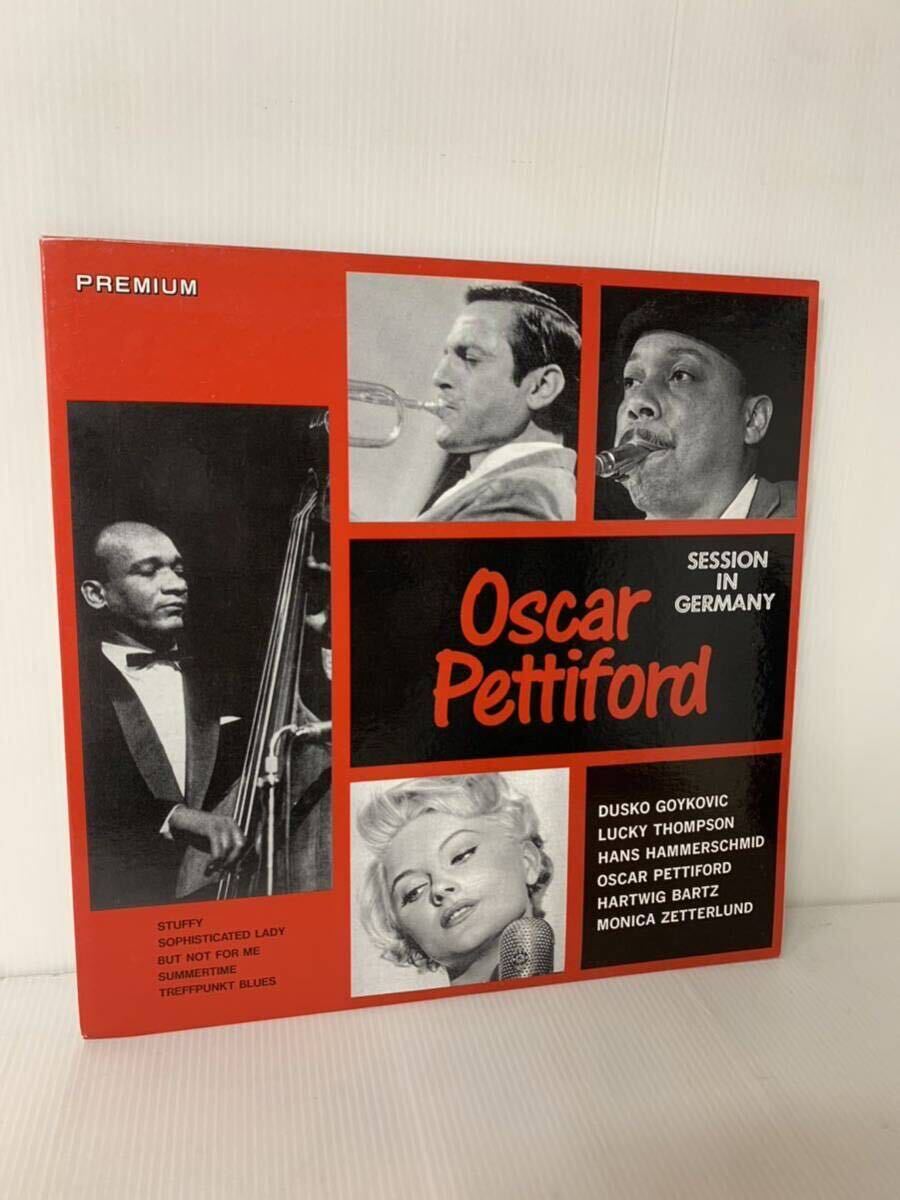 PREMIUM
SESSION
IN
GERMANY
Oscar
Pettiford
DUSKO GOYKOVIC
LUCKY THOMPSON
HANS HAMMERSCHMID
OSCAR PETTIFORD
HARTWIG BARTZ
MONICA ZETTERLUND
STUFFY
SOPHISTICATED LADY
BUT NOT FOR ME
SUMMERTIME
TREFFPUNKT BLUES